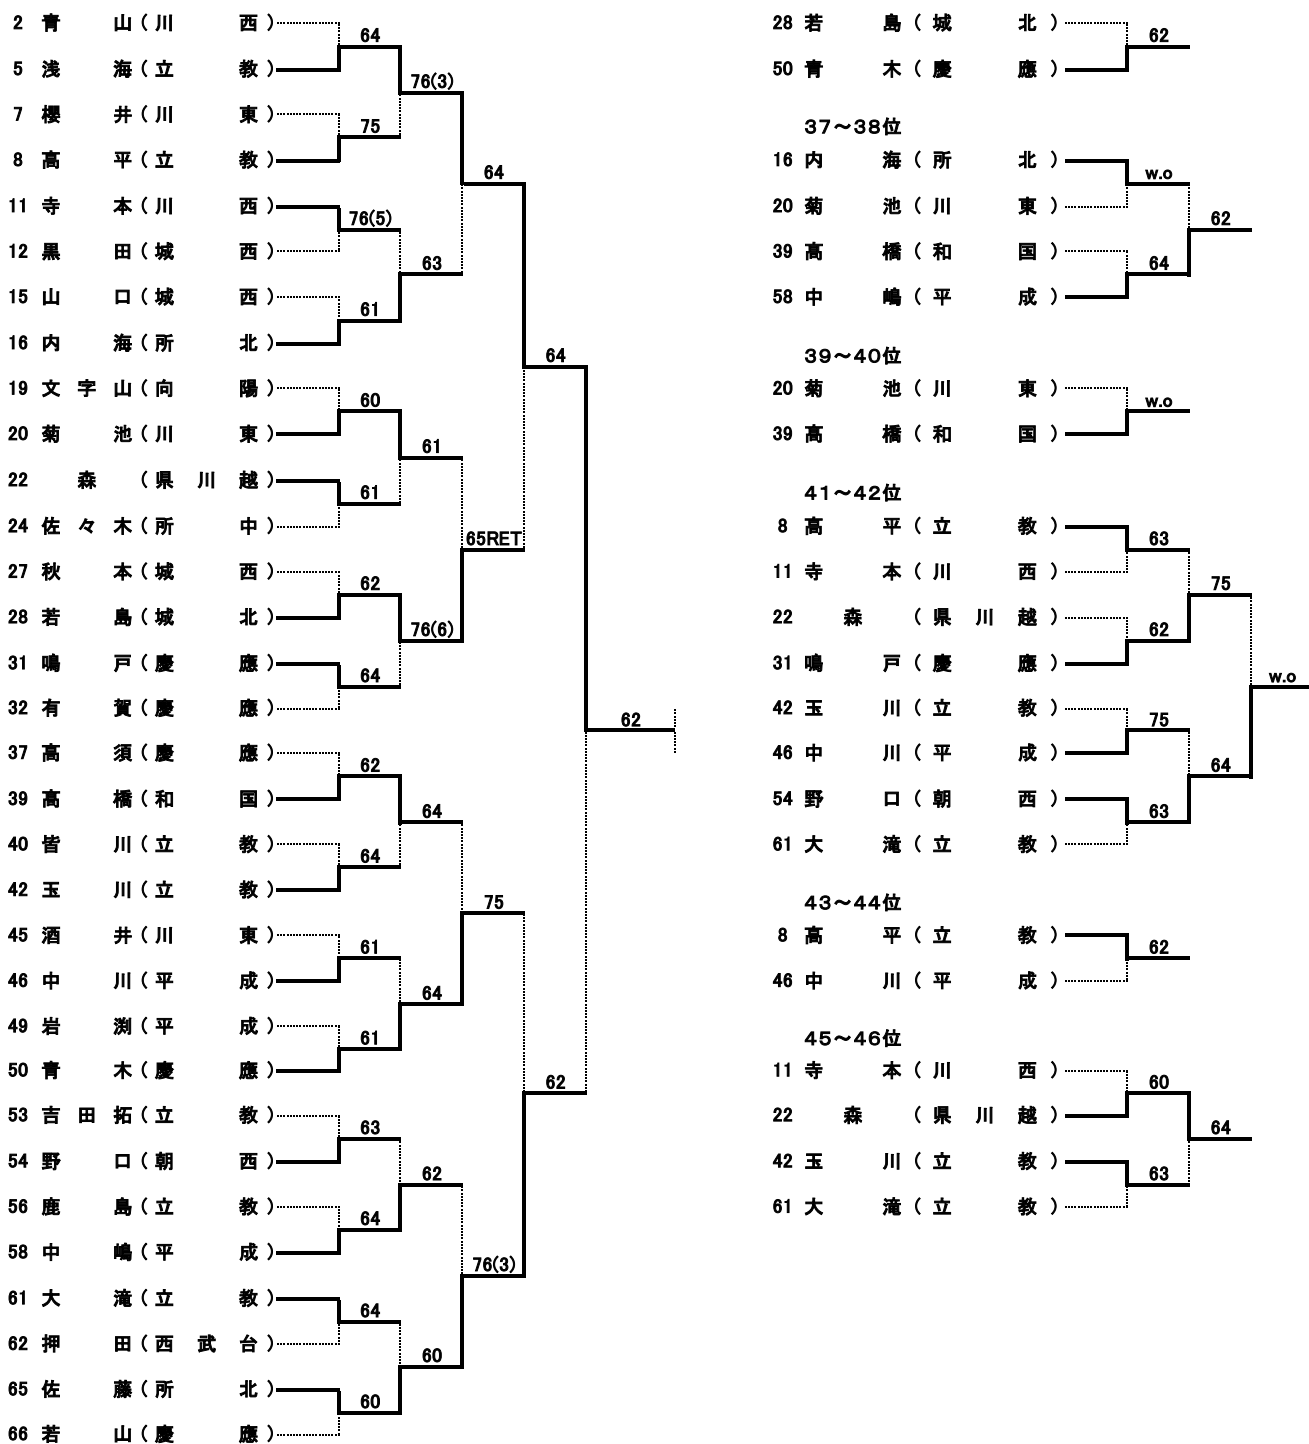 2 青 山 ( 川 西 )
64
5 浅 海 ( 立 教 )
76(3)
7 櫻 井 ( 川 東 )
75
8 高 平 ( 立 教 )
64
11 寺 本 ( 川 西 )
76(5)
12 黒 田 ( 城 西 )
63
15 山 口 ( 城 西 )
61
16 内 海 ( 所 北 )
64
19 文 字 山 ( 向 陽 )
60
20 菊 池 ( 川 東 )
61
22 森 ( 県 川 越 )
61
24 佐 々 木 ( 所 中 )
65RET
27 秋 本 ( 城 西 )
62
28 若 島 ( 城 北 )
76(6)
31 鳴 戸 ( 慶 應 )
64
32 有 賀 ( 慶 應 )
62
37 高 須 ( 慶 應 )
62
39 高 橋 ( 和 国 )
64
40 皆 川 ( 立 教 )
64
42 玉 川 ( 立 教 )
75
45 酒 井 ( 川 東 )
61
46 中 川 ( 平 成 )
64
49 岩 渕 ( 平 成 )
61
50 青 木 ( 慶 應 )
62
53 吉 田 拓 ( 立 教 )
63
54 野 口 ( 朝 西 )
62
56 鹿 島 ( 立 教 )
64
58 中 嶋 ( 平 成 )
76(3)
61 大 滝 ( 立 教 )
64
62 押 田 ( 西 武 台 )
60
65 佐 藤 ( 所 北 )
60
66 若 山 ( 慶 應 )
28 若 島 ( 城 北 )
62
50 青 木 ( 慶 應 )
37~38位
16 内 海 ( 所 北 )
w.o
20 菊 池 ( 川 東 )
62
39 高 橋 ( 和 国 )
64
58 中 嶋 ( 平 成 )
39~40位
20 菊 池 ( 川 東 )
w.o
39 高 橋 ( 和 国 )
41~42位
8 高 平 ( 立 教 )
63
11 寺 本 ( 川 西 )
75
22 森 ( 県 川 越 )
62
31 鳴 戸 ( 慶 應 )
w.o
42 玉 川 ( 立 教 )
75
46 中 川 ( 平 成 )
64
54 野 口 ( 朝 西 )
63
61 大 滝 ( 立 教 )
43~44位
8 高 平 ( 立 教 )
62
46 中 川 ( 平 成 )
45~46位
11 寺 本 ( 川 西 )
60
22 森 ( 県 川 越 )
64
42 玉 川 ( 立 教 )
63
61 大 滝 ( 立 教 )